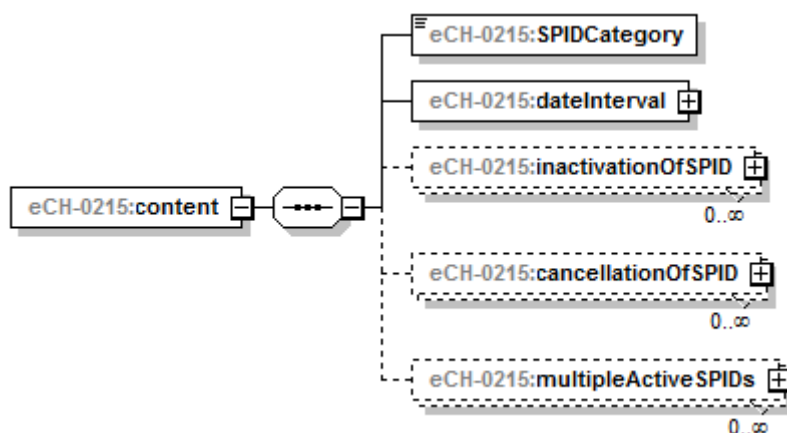 eCH-0215:SPIDCategory
eCH-0215:dateInterval
eCH-0215:inactivationOfSPID
0..∞
eCH-0215:content
eCH-0215:cancellationOfSPID
0..∞
eCH-0215:multipleActiveSPIDs
0..∞